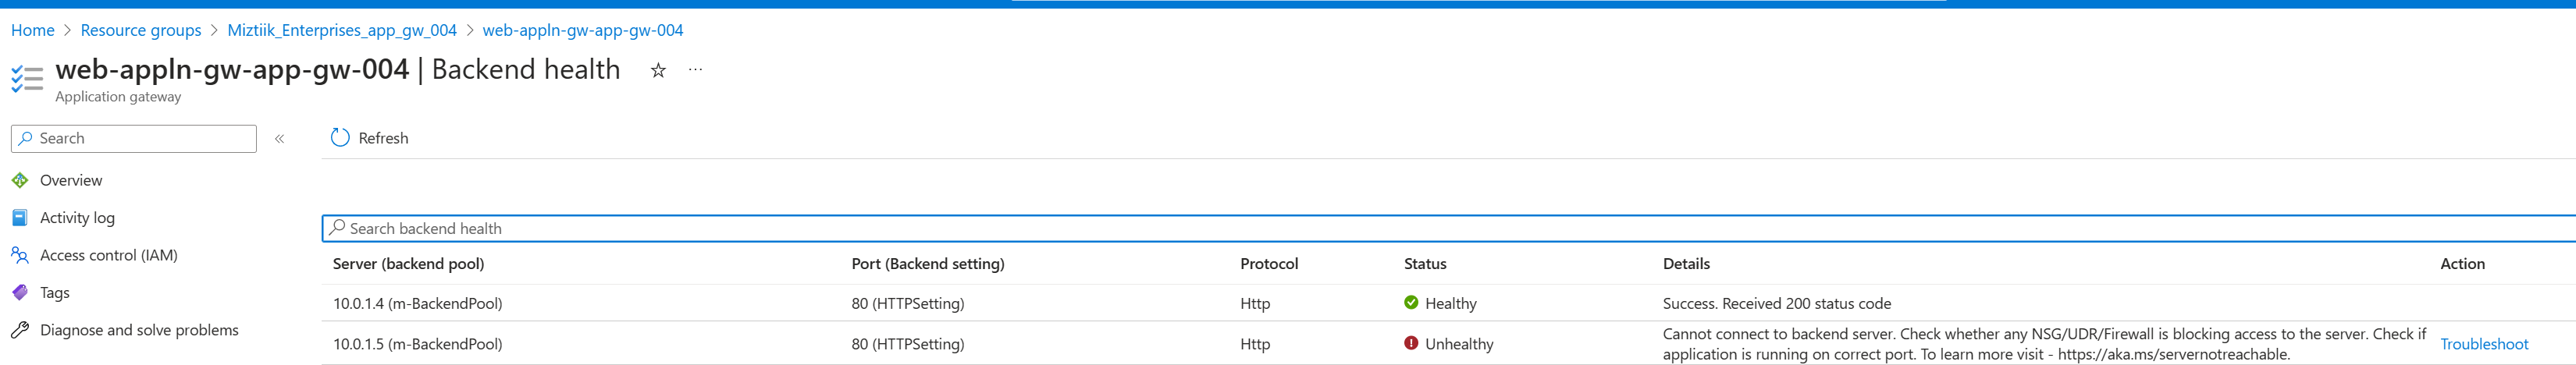 Home > Resource groups > Miztiik_Enterprises_app_gw_004 > web-appln-gw-app-gw-004
web-appln-gw-app-gw-004 | Backend health
Application gateway
Search
Refresh
Overview
Activity log
Access control (IAM)
Tags
Diagnose and solve problems
Search backend health
Server (backend pool) Port (Backend setting) Protocol Status Details Action
10.0.1.4 (m-BackendPool) 80 (HTTPSetting) Http Healthy Success. Received 200 status code
10.0.1.5 (m-BackendPool) 80 (HTTPSetting) Http Unhealthy Cannot connect to backend server. Check whether any NSG/UDR/Firewall is blocking access to the server. Check if
application is running on correct port. To learn more visit - https://aka.ms/servernotreachable.
Troubleshoot